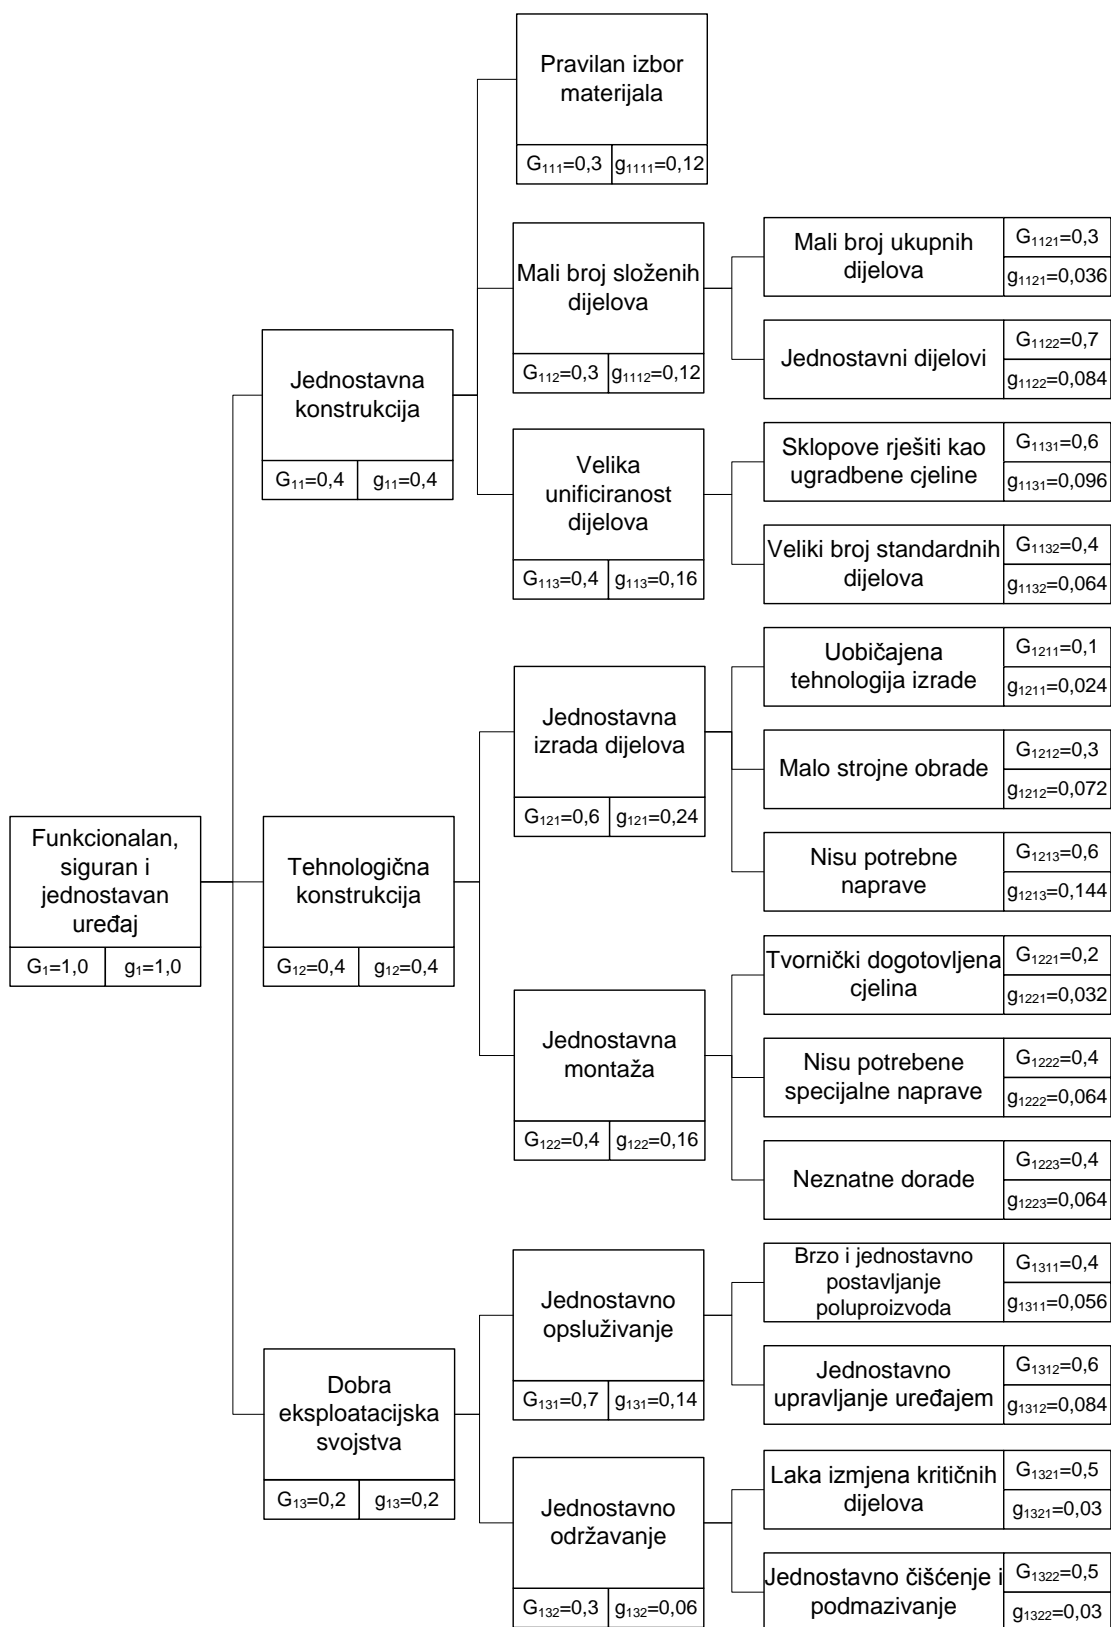 Pravilan izbor
materijala
G₁₁₁=0,3 g₁₁₁₁=0,12
Mali broj složenih
dijelova
G₁₁₂=0,3 g₁₁₁₂=0,12
Mali broj ukupnih
dijelova
G₁₁₂₁=0,3
g₁₁₂₁=0,036
Jednostavni dijelovi
G₁₁₂₂=0,7
g₁₁₂₂=0,084
Jednostavna
konstrukcija
G₁₁=0,4 g₁₁=0,4
Velika
unificiranost
dijelova
G₁₁₃=0,4 g₁₁₃=0,16
Sklopove rješiti kao
ugradbene cjeline
G₁₁₃₁=0,6
g₁₁₃₁=0,096
Veliki broj standardnih
dijelova
G₁₁₃₂=0,4
g₁₁₃₂=0,064
Jednostavna
izrada dijelova
G₁₂₁=0,6 g₁₂₁=0,24
Uobičajena
tehnologija izrade
G₁₂₁₁=0,1
g₁₂₁₁=0,024
Malo strojne obrade
G₁₂₁₂=0,3
g₁₂₁₂=0,072
Nisu potrebne
naprave
G₁₂₁₃=0,6
g₁₂₁₃=0,144
Funkcionalan,
siguran i
jednostavan
uređaj
G₁=1,0 g₁=1,0
Tehnologična
konstrukcija
G₁₂=0,4 g₁₂=0,4
Jednostavna
montaža
G₁₂₂=0,4 g₁₂₂=0,16
Tvornički dogotovljena
cjelina
G₁₂₂₁=0,2
g₁₂₂₁=0,032
Nisu potrebene
specijalne naprave
G₁₂₂₂=0,4
g₁₂₂₂=0,064
Neznatne dorade
G₁₂₂₃=0,4
g₁₂₂₃=0,064
Dobra
eksploatacijska
svojstva
G₁₃=0,2 g₁₃=0,2
Jednostavno
opsluživanje
G₁₃₁=0,7 g₁₃₁=0,14
Brzo i jednostavno
postavljanje
poluproizvoda
G₁₃₁₁=0,4
g₁₃₁₁=0,056
Jednostavno
upravljanje uređajem
G₁₃₁₂=0,6
g₁₃₁₂=0,084
Jednostavno
održavanje
G₁₃₂=0,3 g₁₃₂=0,06
Laka izmjena kritičnih
dijelova
G₁₃₂₁=0,5
g₁₃₂₁=0,03
Jednostavno čišćenje i
podmazivanje
G₁₃₂₂=0,5
g₁₃₂₂=0,03